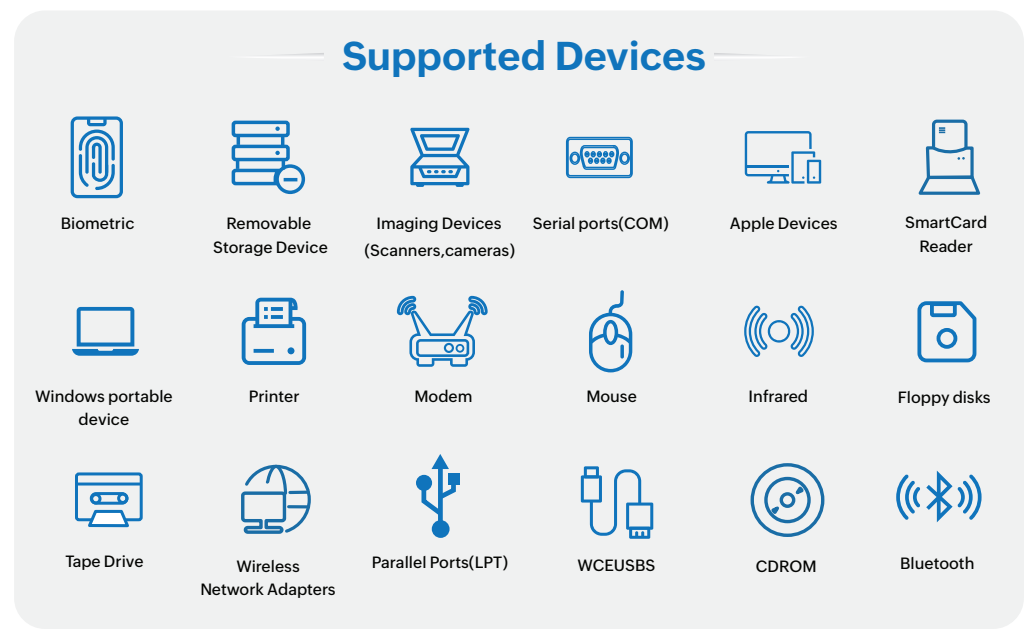 Supported Devices
Biometric
Removable
Storage Device
Imaging Devices
(Scanners,cameras)
Serial ports(COM)
Apple Devices
SmartCard
Reader
Windows portable
device
Printer
Modem
Mouse
Infrared
Floppy disks
Tape Drive
Wireless
Network Adapters
Parallel Ports(LPT)
WCEUSBS
CDROM
Bluetooth